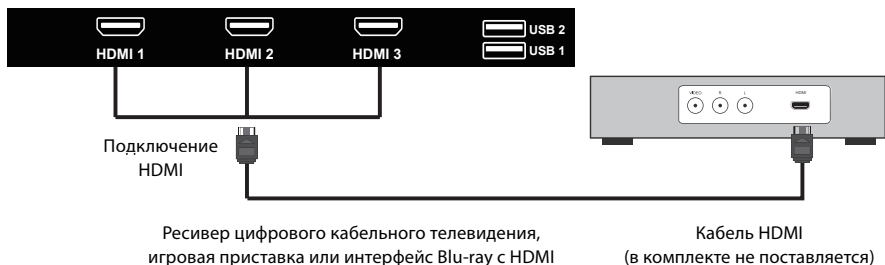 HDMI 1
HDMI 2
HDMI 3
USB 2
USB 1
VIDEO
R
L
HDMI
Подключение
HDMI
Ресивер цифрового кабельного телевидения,
игровая приставка или интерфейс Blu-ray с HDMI
Кабель HDMI
(в комплекте не поставляется)